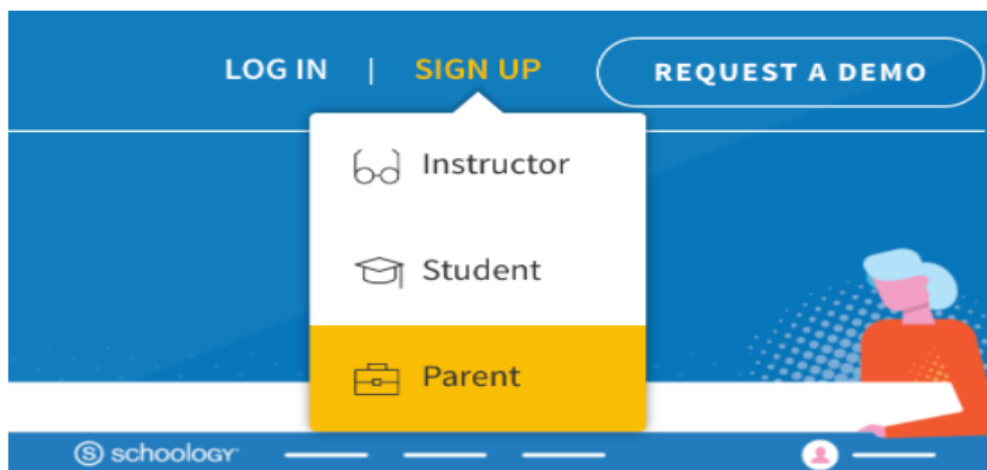 LOG IN | SIGN UP REQUEST A DEMO
Instructor
Student
Parent
S schoology